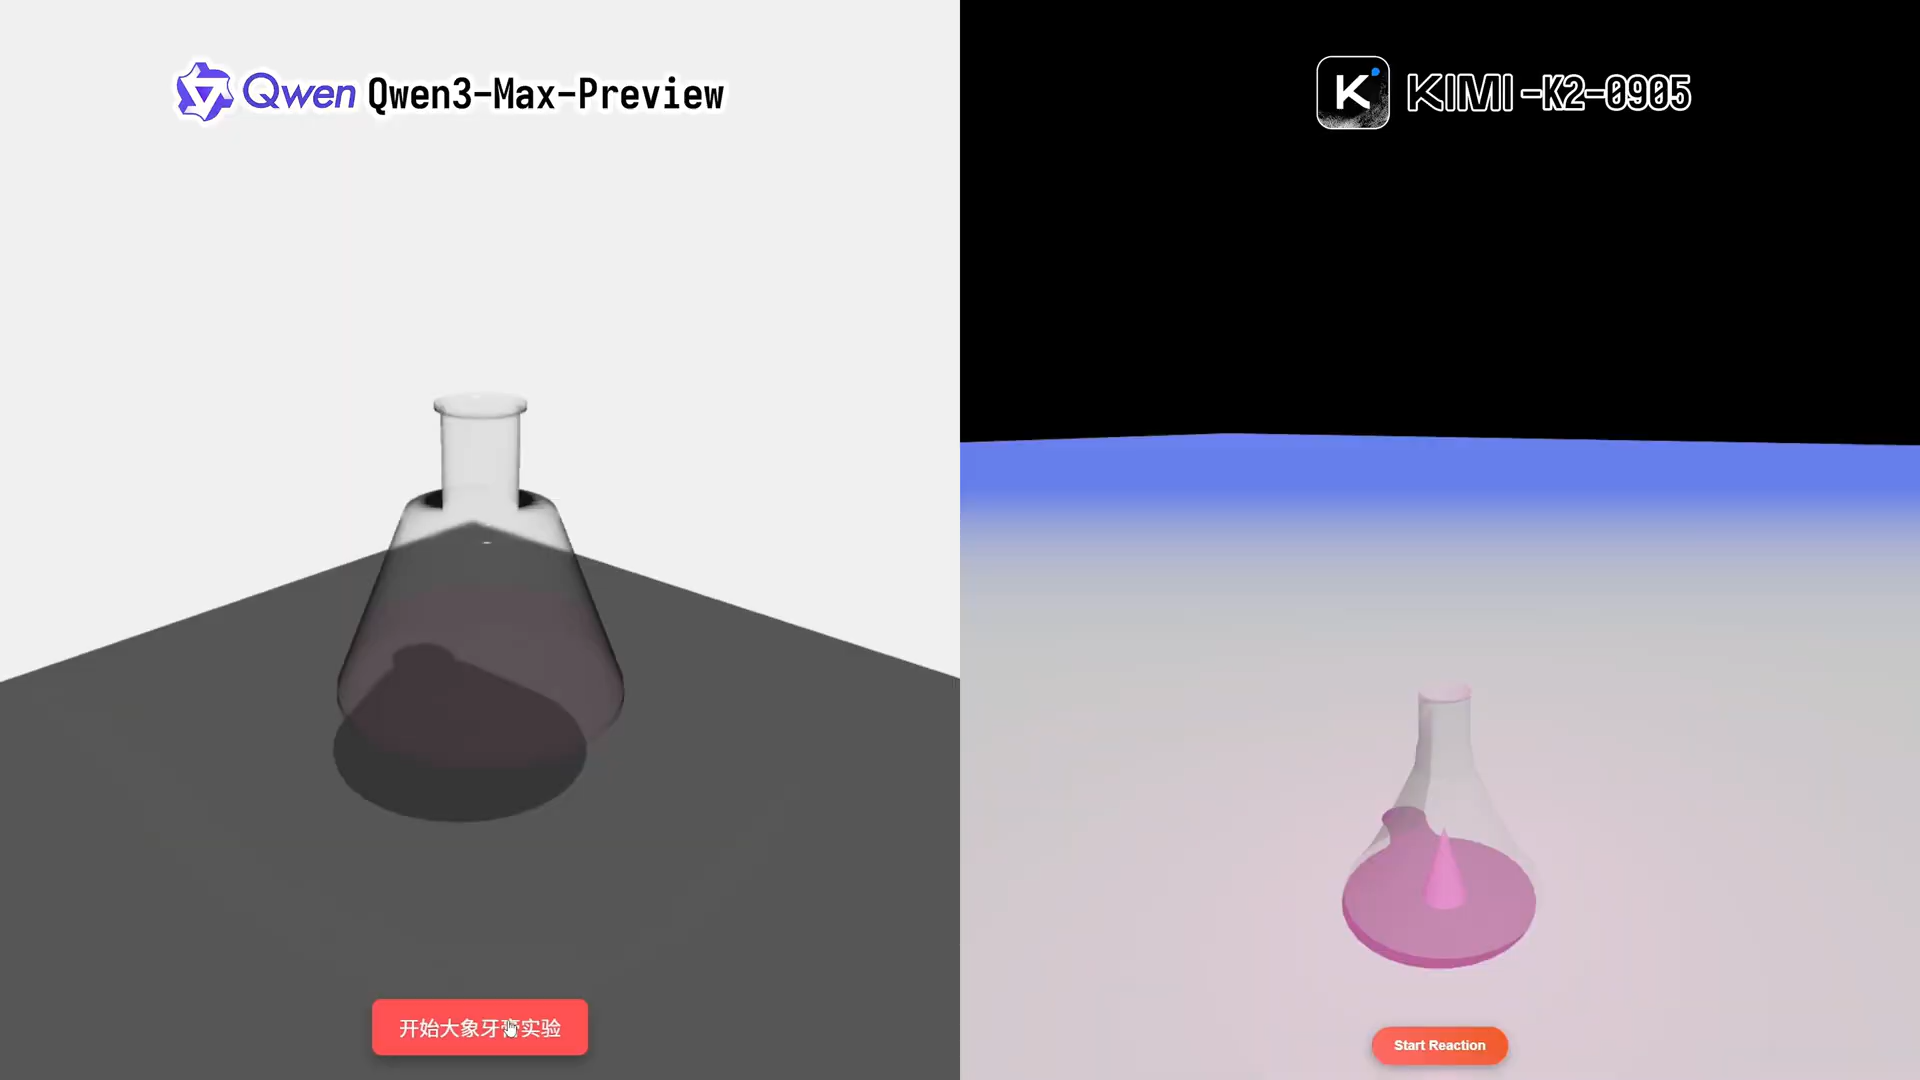 Qwen Qwen3-Max-Preview
K KIMI-K2-0905
开始大象牙膏实验
Start Reaction